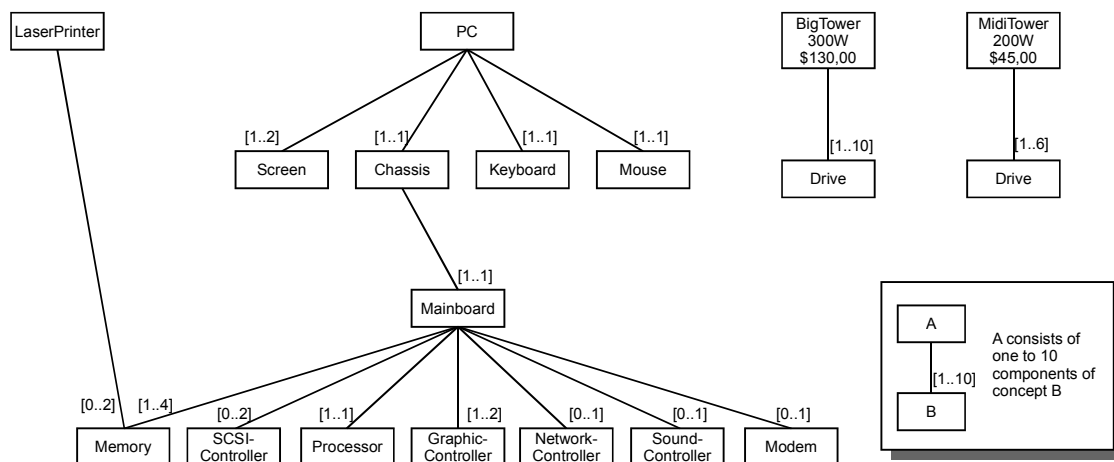 LaserPrinter
PC
BigTower
300W
$130,00
MidiTower
200W
$45,00
[1..2]
[1..1]
[1..1]
[1..1]
[1..10]
[1..6]
Screen
Chassis
Keyboard
Mouse
Drive
Drive
[1..1]
Mainboard
A
A consists of
one to 10
components of
concept B
[1..10]
B
[0..2]
[1..4]
[0..2]
[1..1]
[1..2]
[0..1]
[0..1]
[0..1]
Memory
SCSI-
Controller
Processor
Graphic-
Controller
Network-
Controller
Sound-
Controller
Modem